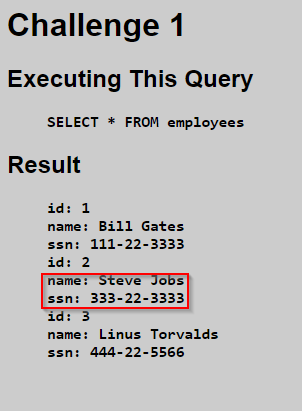 Challenge 1
Executing This Query
SELECT * FROM employees
Result
id: 1
name: Bill Gates
ssn: 111-22-3333
id: 2
name: Steve Jobs
ssn: 333-22-3333
id: 3
name: Linus Torvalds
ssn: 444-22-5566